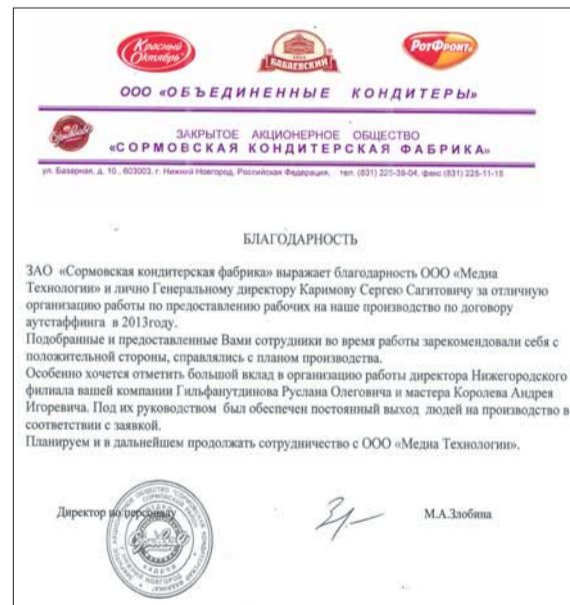 Красный
Октябрь
БАБАЕВСКИЙ
РотФронт
ООО «ОБЪЕДИНЕННЫЕ КОНДИТЕРЫ»
ЗАКРЫТОЕ АКЦИОНЕРНОЕ ОБЩЕСТВО
«СОРМОВСКАЯ КОНДИТЕРСКАЯ ФАБРИКА»
ул. Базарная, д. 10., 603003, г. Нижний Новгород, Российская Федерация, тел. (831) 225-39-04, факс (831) 225-11-15
БЛАГОДАРНОСТЬ
ЗАО «Сормовская кондитерская фабрика» выражает благодарность ООО «Медиа
Технологии» и лично Генеральному директору Каримову Сергею Сагитовичу за отличную
организацию работы по предоставлению рабочих на наше производство по договору
аутстаффинга в 2013году.
Подобранные и предоставленные Вами сотрудники во время работы зарекомендовали себя с
положительной стороны, справлялись с планом производства.
Особенно хочется отметить большой вклад в организацию работы директора Нижегородского
филиала вашей компании Гильфанутдинова Руслана Олеговича и мастера Королева Андрея
Игоревича. Под их руководством был обеспечен постоянный выход людей на производство в
соответствии с заявкой.
Планируем и в дальнейшем продолжать сотрудничество с ООО «Медиа Технологии».
Директор по персоналу М.А.Злобина